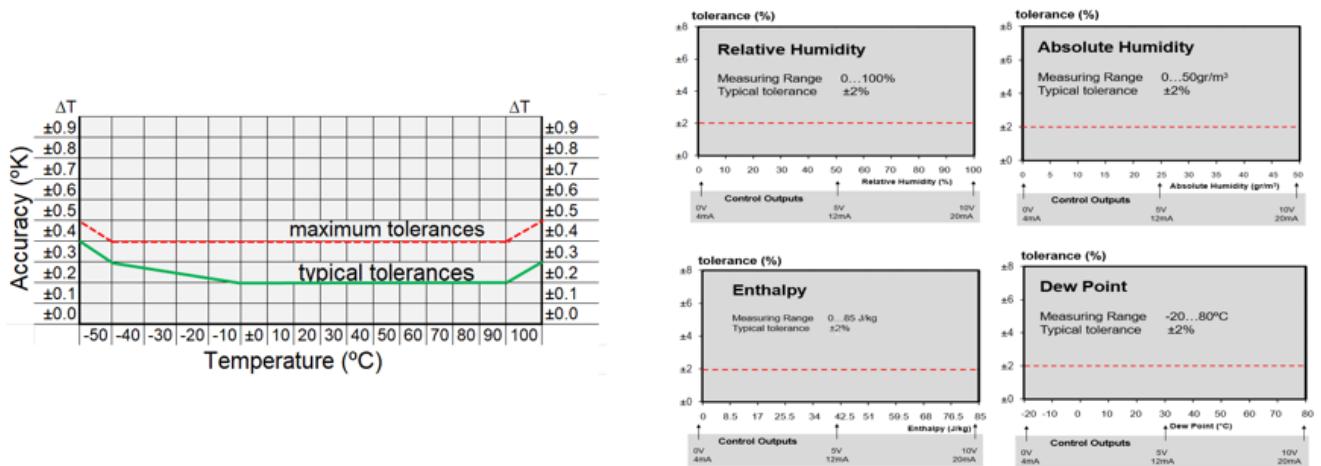 ΔT ΔT
±0.9 ±0.9
±0.8 ±0.8
±0.7 ±0.7
±0.6 ±0.6
±0.5 ±0.5
±0.4 ±0.4
±0.3 ±0.3
±0.2 ±0.2
±0.1 ±0.1
±0.0 ±0.0
Accuracy (ºK)
maximum tolerances
typical tolerances
-50 -40 -30 -20 -10 ±0 10 20 30 40 50 60 70 80 90 100
Temperature (ºC)
tolerance (%)
±8
±6
±4
±2
±0
Relative Humidity
Measuring Range 0...100%
Typical tolerance ±2%
0 10 20 30 40 50 60 70 80 90 100
Relative Humidity (%)
Control Outputs
0V 5V 10V
4mA 12mA 20mA
tolerance (%)
±8
±6
±4
±2
±0
Absolute Humidity
Measuring Range 0...50gr/m³
Typical tolerance ±2%
0 5 10 15 20 25 30 35 40 45 50
Absolute Humidity (gr/m³)
Control Outputs
0V 5V 10V
4mA 12mA 20mA
tolerance (%)
±8
±6
±4
±2
±0
Enthalpy
Measuring Range 0...85 J/kg
Typical tolerance ±2%
0 8.5 17 25.5 34 42.5 51 59.5 68 76.5 85
Enthalpy (J/kg)
Control Outputs
0V 5V 10V
4mA 12mA 20mA
tolerance (%)
±8
±6
±4
±2
±0
Dew Point
Measuring Range -20...80ºC
Typical tolerance ±2%
-20 -10 0 10 20 30 40 50 60 70 80
Dew Point (°C)
Control Outputs
0V 5V 10V
4mA 12mA 20mA